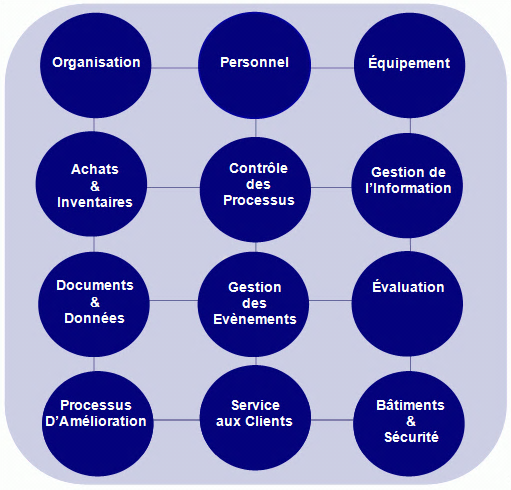 Organisation
Personnel
Équipement
Achats
&
Inventaires
Contrôle
des
Processus
Gestion de
l'Information
Documents
&
Données
Gestion
des
Evènements
Évaluation
Processus
D'Amélioration
Service
aux Clients
Bâtiments
&
Sécurité